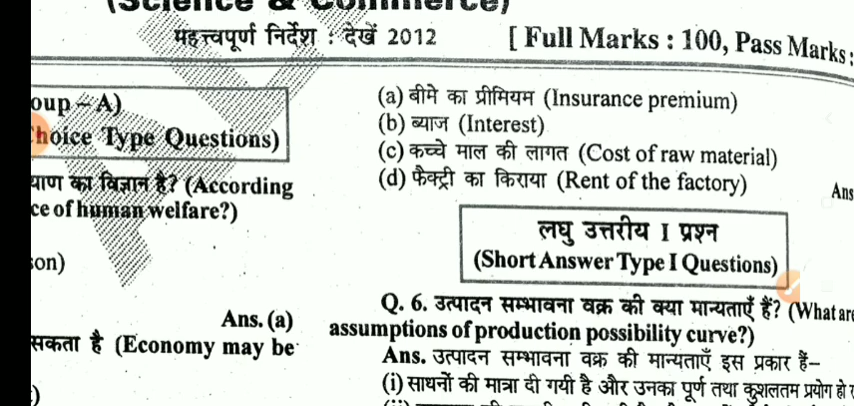 (Science & Commerce)
महत्त्वपूर्ण निर्देश : देखें 2012 [ Full Marks : 100, Pass Marks :
oup – A)
hoice Type Questions)
याण का विज्ञान है? (According
ce of human welfare?)
son)
Ans. (a)
सकता है (Economy may be
(a) बीमे का प्रीमियम (Insurance premium)
(b) ब्याज (Interest)
(c) कच्चे माल की लागत (Cost of raw material)
(d) फैक्ट्री का किराया (Rent of the factory)
Ans
लघु उत्तरीय I प्रश्न
(Short Answer Type I Questions)
Q. 6. उत्पादन सम्भावना वक्र की क्या मान्यताएँ हैं? (What are
assumptions of production possibility curve?)
Ans. उत्पादन सम्भावना वक्र की मान्यताएँ इस प्रकार हैं–
(i) साधनों की मात्रा दी गयी है और उनका पूर्ण तथा कुशलतम प्रयोग हो